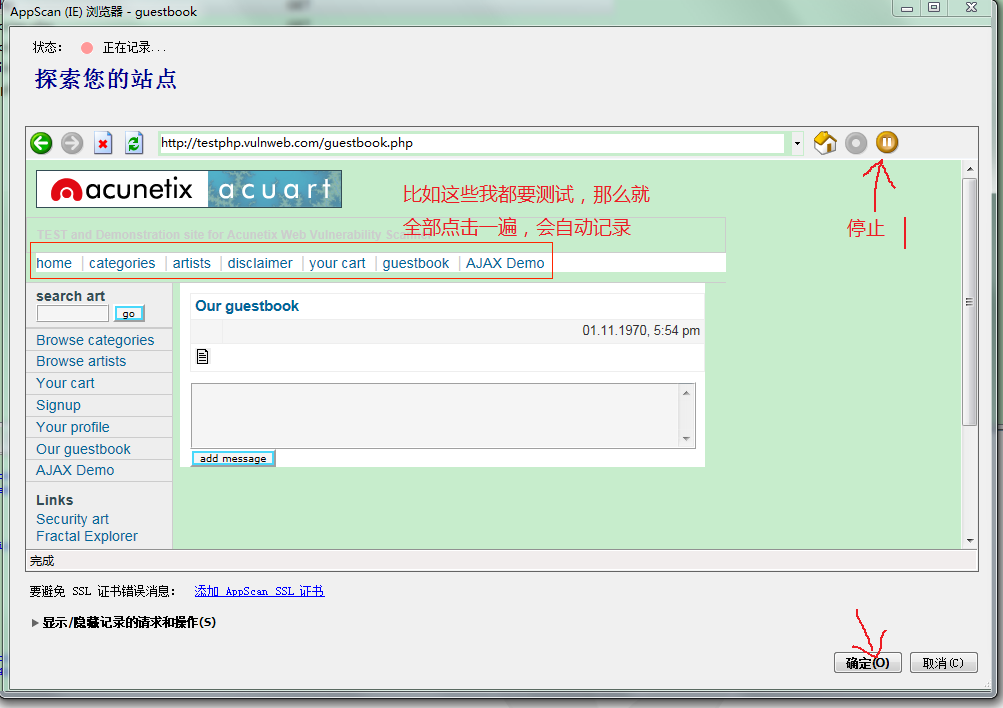 AppScan (IE) 浏览器 - guestbook
状态： 正在记录...
探索您的站点
http://testphp.vulnweb.com/guestbook.php
acunetix acuart
比如这些我都要测试，那么就
全部点击一遍，会自动记录
停止
TEST and Demonstration site for Acunetix Web Vulnerability
home categories artists disclaimer your cart guestbook AJAX Demo
search art
go
Browse categories
Browse artists
Your cart
Signup
Your profile
Our guestbook
AJAX Demo
Links
Security art
Fractal Explorer
Our guestbook
01.11.1970, 5:54 pm
add message
完成
要避免 SSL 证书错误消息： 添加 AppScan SSL 证书
显示/隐藏记录的请求和操作(S)
确定(O) 取消(C)